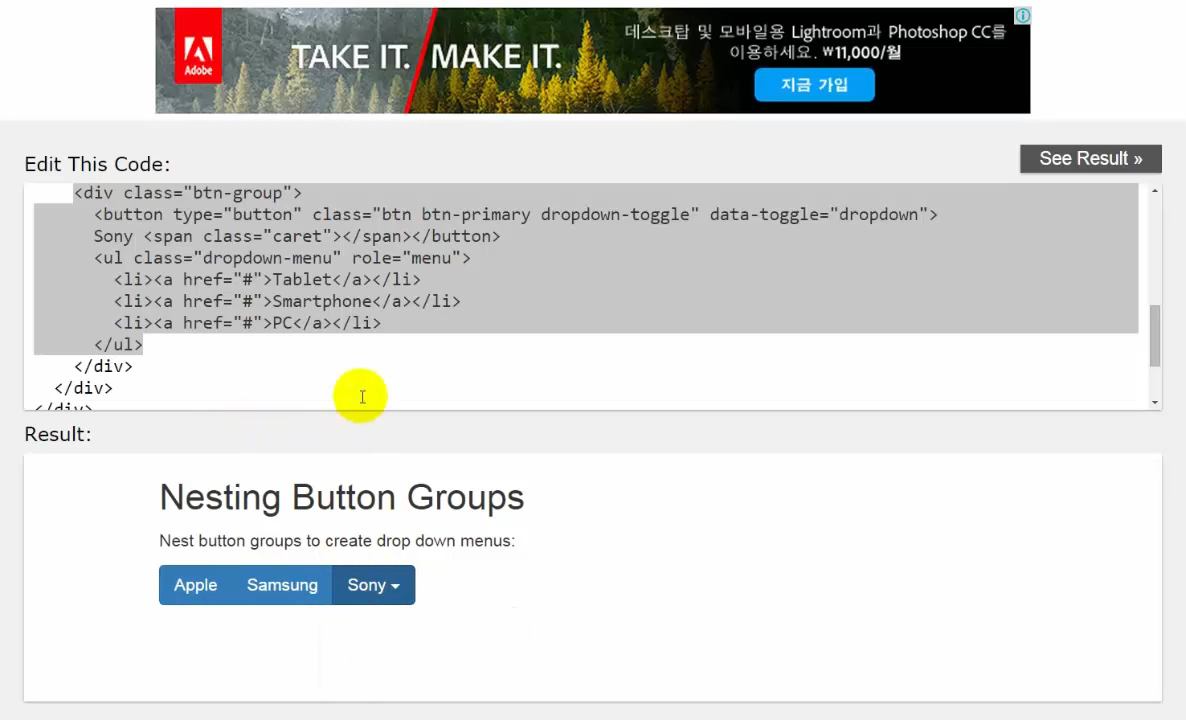 Adobe
TAKE IT. MAKE IT.
데스크탑 및 모바일용 Lightroom과 Photoshop CC를
이용하세요. ₩11,000/월
지금 가입
Edit This Code:
See Result »
<div class="btn-group">
<button type="button" class="btn btn-primary dropdown-toggle" data-toggle="dropdown">
Sony <span class="caret"></span></button>
<ul class="dropdown-menu" role="menu">
<li><a href="#">Tablet</a></li>
<li><a href="#">Smartphone</a></li>
<li><a href="#">PC</a></li>
</ul>
</div>
</div>
</div>
Result:
Nesting Button Groups
Nest button groups to create drop down menus:
Apple Samsung Sony